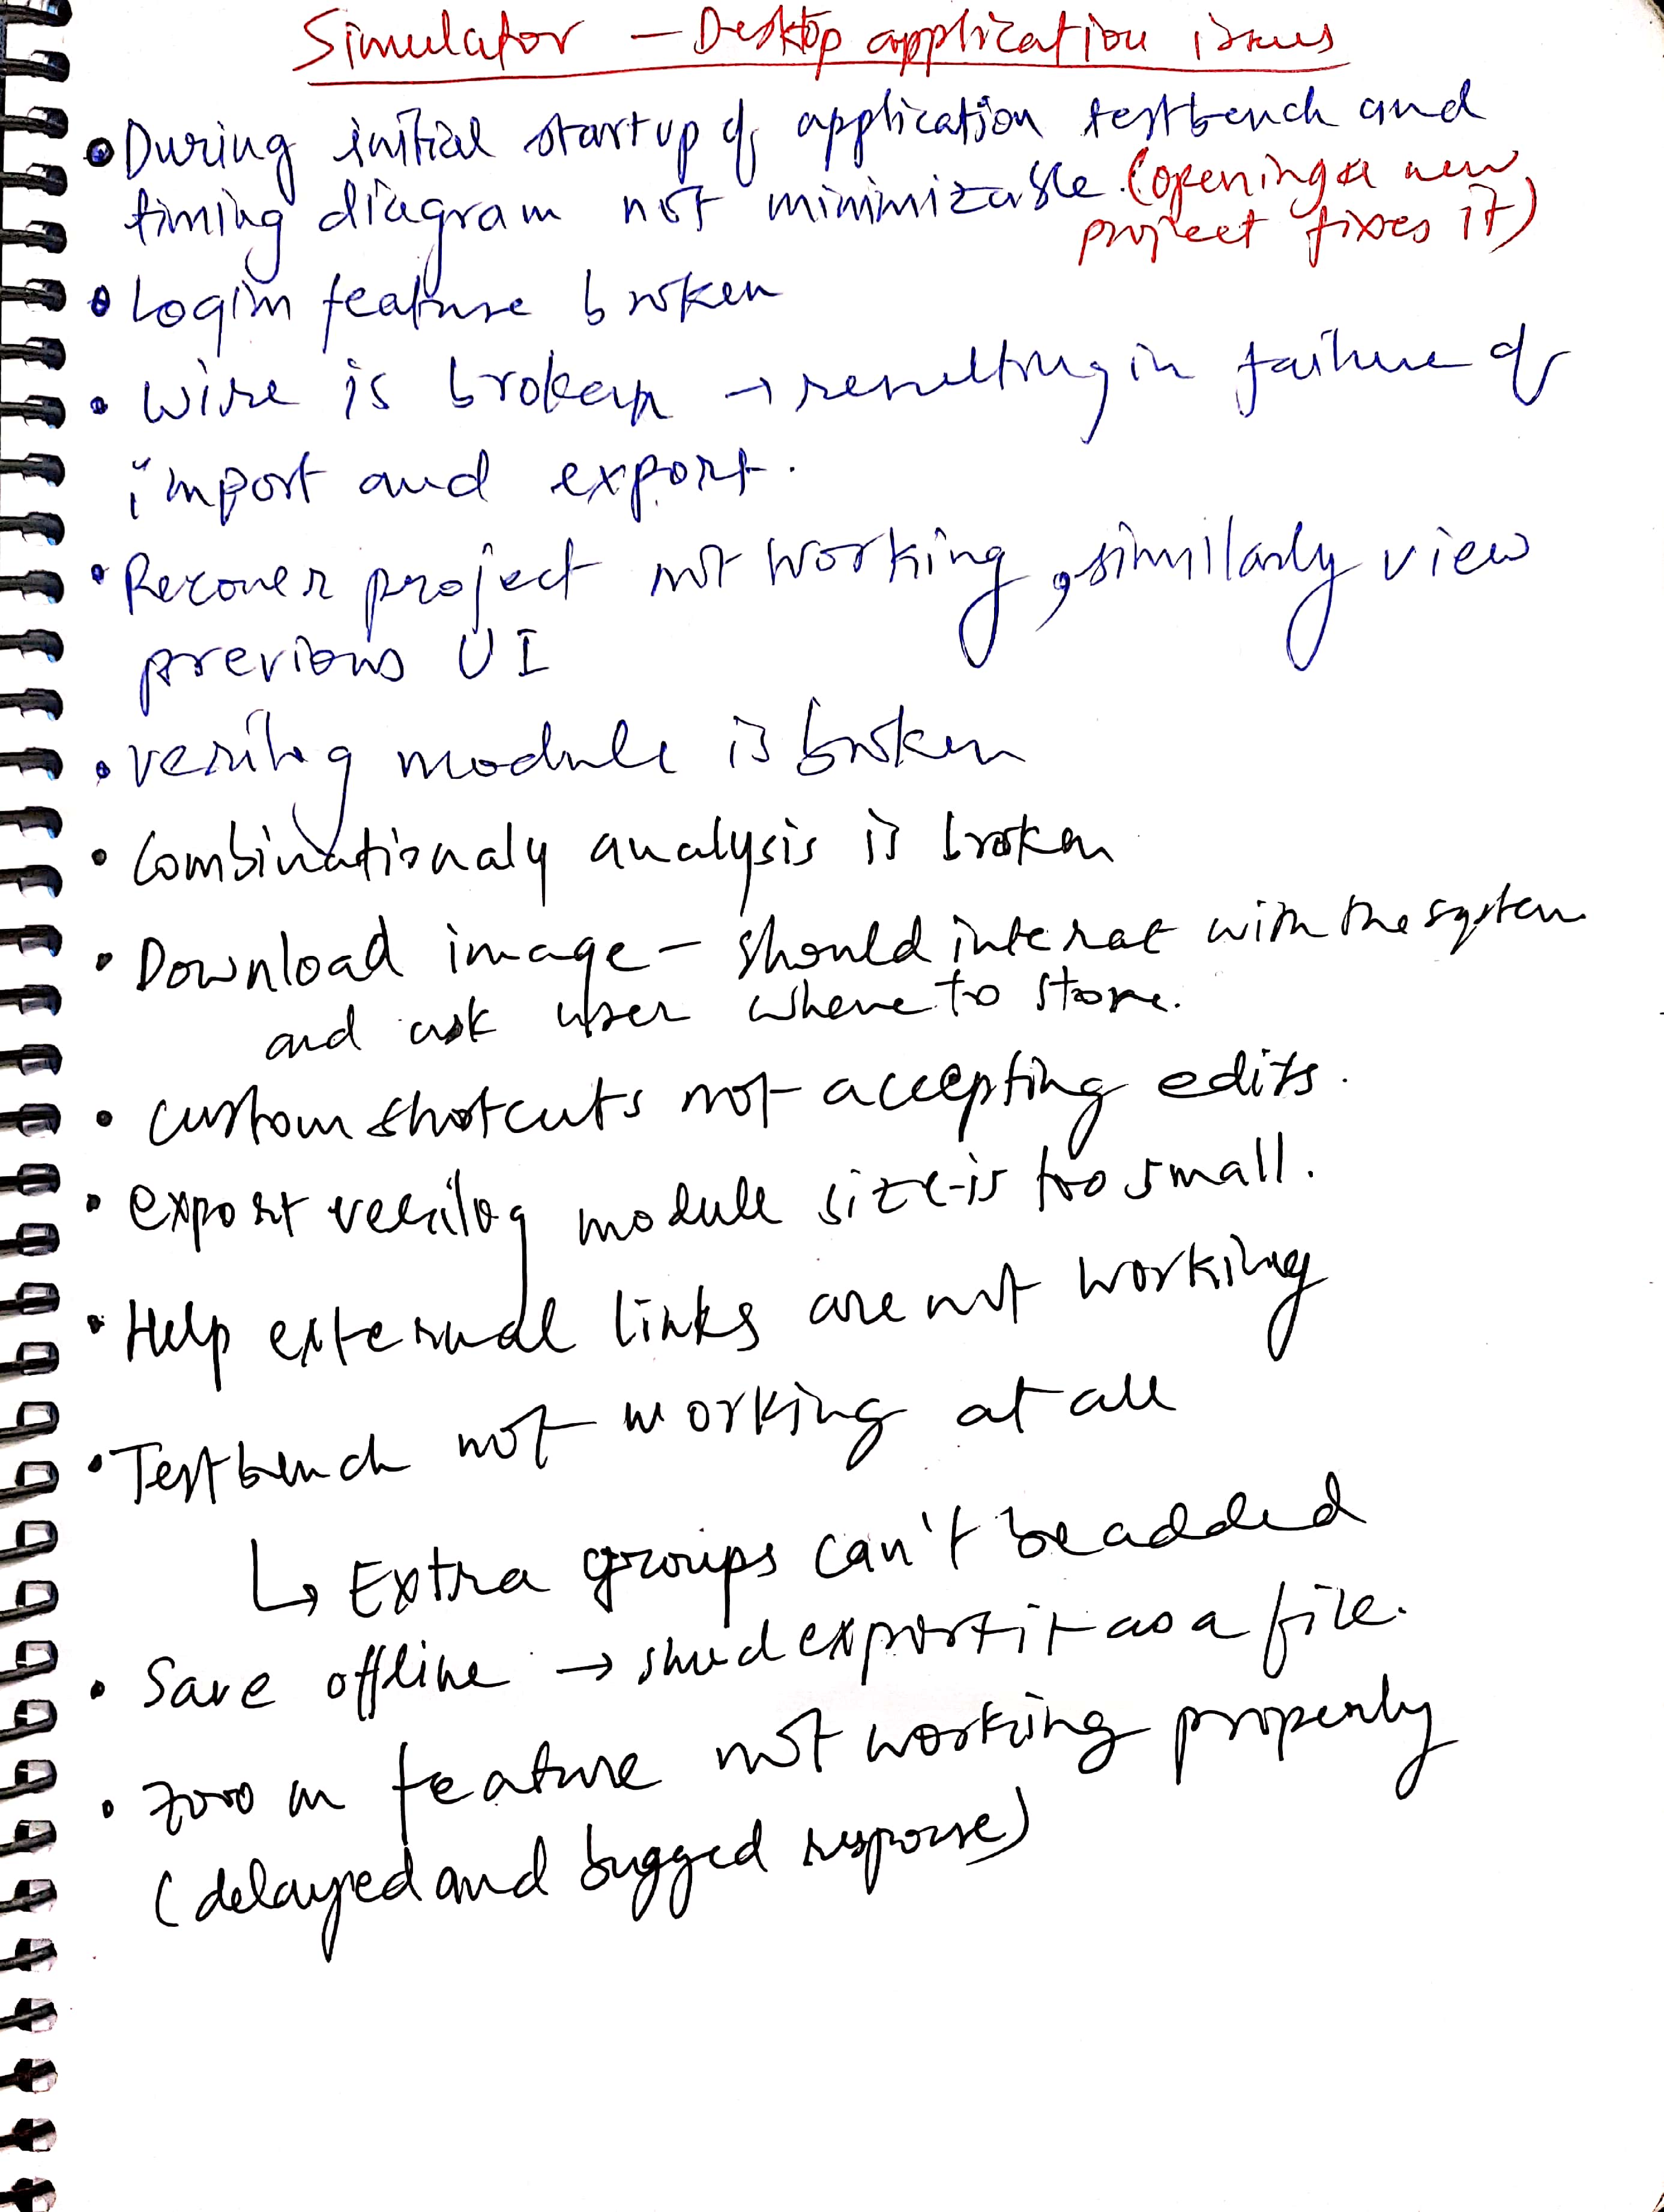 Simulator — Desktop application issues
• During initial startup of application testbench and
timing diagram not minimizable. (opening a new
project fixes it)
• Login feature broken
• Wire is broken → resulting in failure of
import and export.
• Recover project not working, similarly view
previous UI
• verilog module is broken
• Combinationaly analysis is broken
• Download image – should interat with the system
and ask user where to store.
• custom shotcuts not accepting edits.
• export verilog module size is too small.
• Help external links are not working
• Testbench not working at all
↳ Extra groups can't be added
• Save offline → shud export it as a file.
• zoom feature not working properly
(delayed and bugged response)